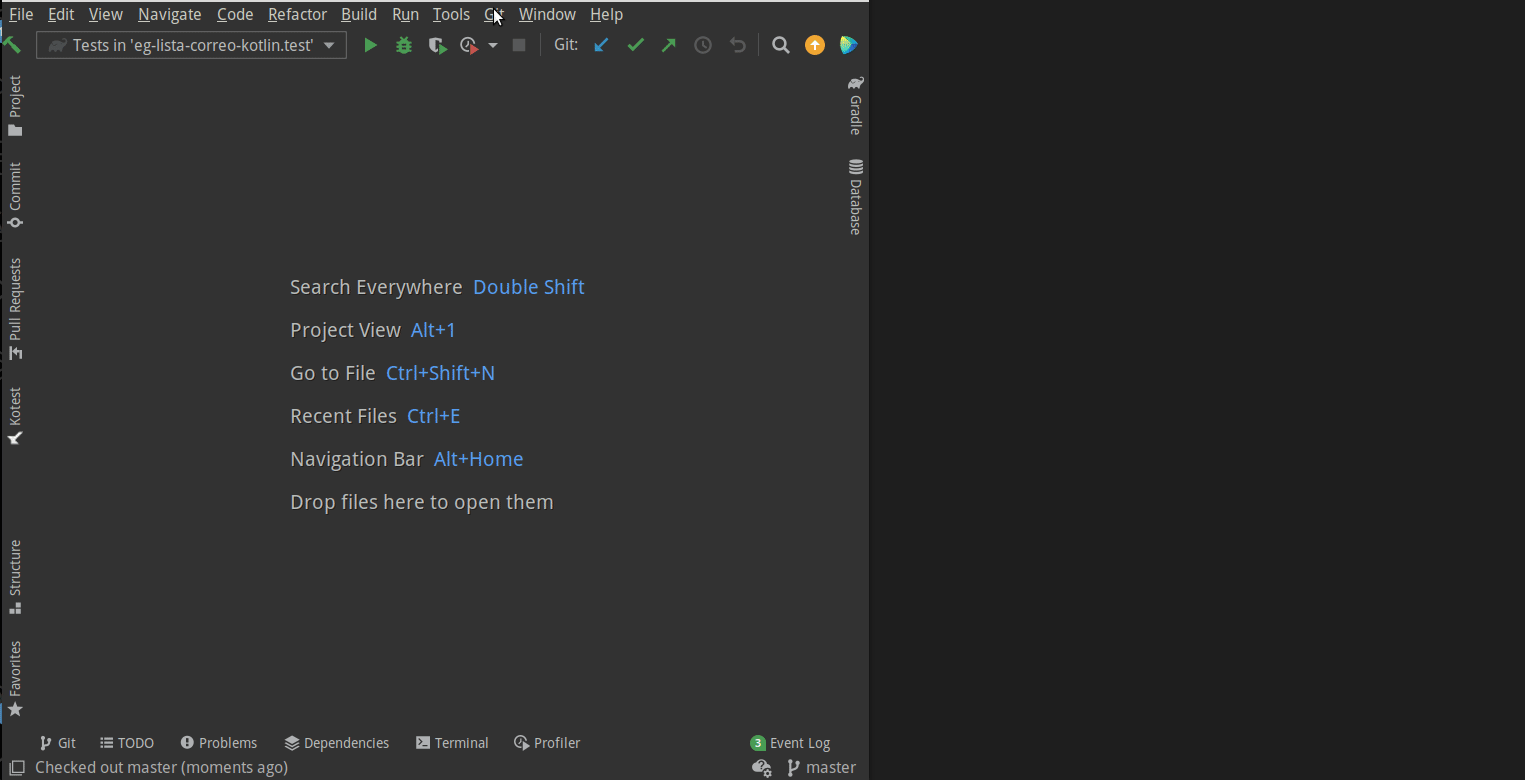 File Edit View Navigate Code Refactor Build Run Tools Git Window Help
Tests in 'eg-lista-correo-kotlin.test' Git:
Project
Commit
Pull Requests
Kotest
Structure
Favorites
Gradle
Database
Search Everywhere Double Shift
Project View Alt+1
Go to File Ctrl+Shift+N
Recent Files Ctrl+E
Navigation Bar Alt+Home
Drop files here to open them
Git TODO Problems Dependencies Terminal Profiler 3 Event Log
Checked out master (moments ago) master